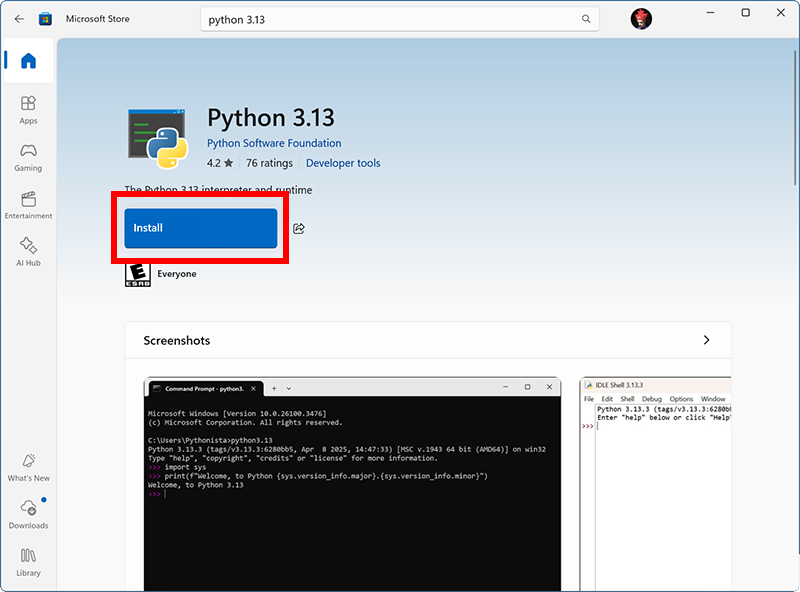 Microsoft Store
python 3.13
Apps
Gaming
Entertainment
AI Hub
What's New
Downloads
Library
Python 3.13
Python Software Foundation
4.2 ★ 76 ratings Developer tools
The Python 3.13 interpreter and runtime
Install
E
ESRB
Everyone
Screenshots
Command Prompt - python3.
Microsoft Windows [Version 10.0.26100.3476]
(c) Microsoft Corporation. All rights reserved.
C:\Users\Pythonista>python3.13
Python 3.13.3 (tags/v3.13.3:6280bb5, Apr  8 2025, 14:47:33) [MSC v.1943 64 bit (AMD64)] on win32
Type "help", "copyright", "credits" or "license" for more information.
>>> import sys
>>> print(f"Welcome, to Python {sys.version_info.major}.{sys.version_info.minor}")
Welcome, to Python 3.13
>>>
IDLE Shell 3.13.3
File Edit Shell Debug Options Window
Python 3.13.3 (tags/v3.13.3:6280bb
Enter "help" below or click "Help"
>>>